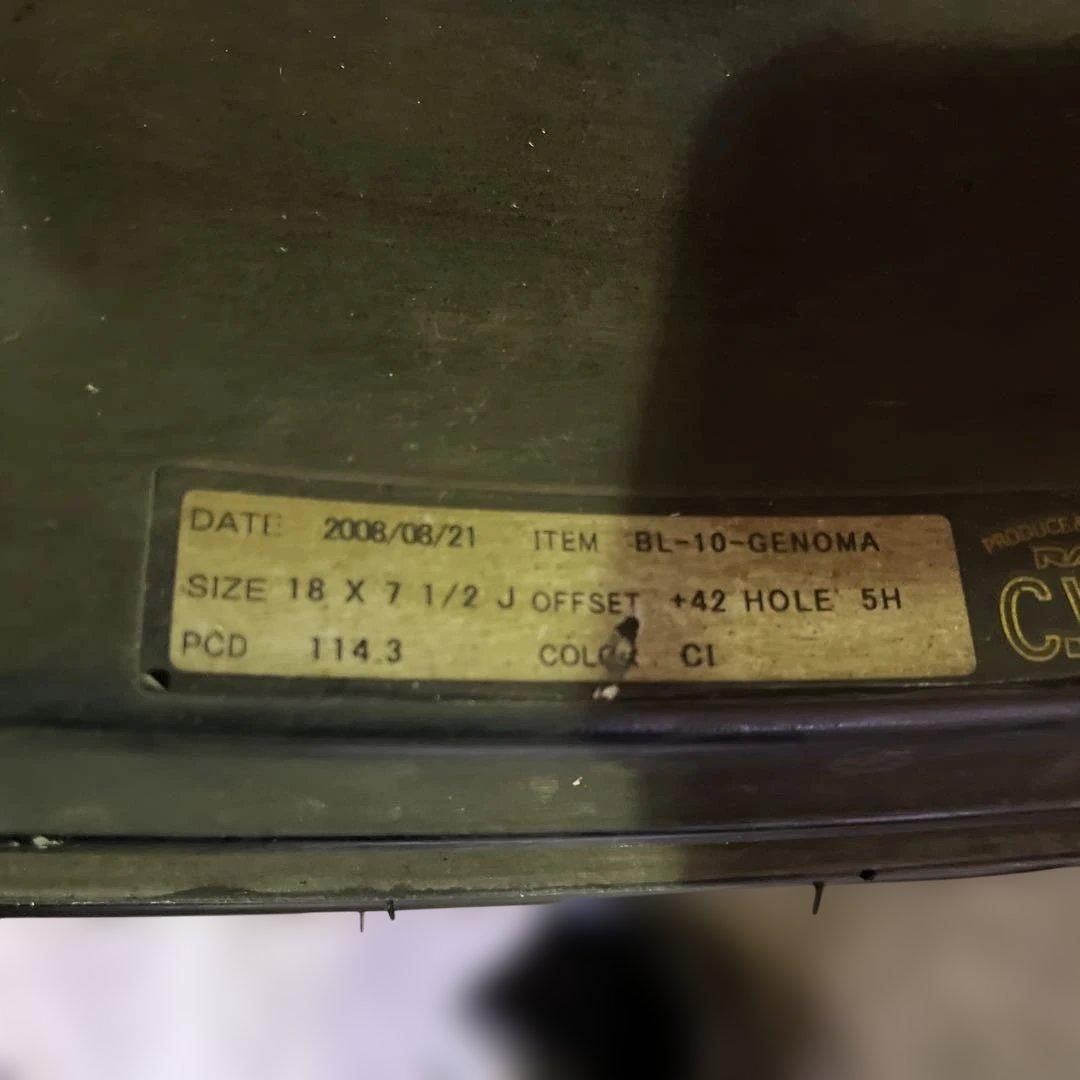 DATE 2008/08/21 ITEM BL-10-GENOMA
SIZE 18 X 7 1/2 J OFFSET +42 HOLE 5H
PCD 114.3 COLOR CI
PRODUCE